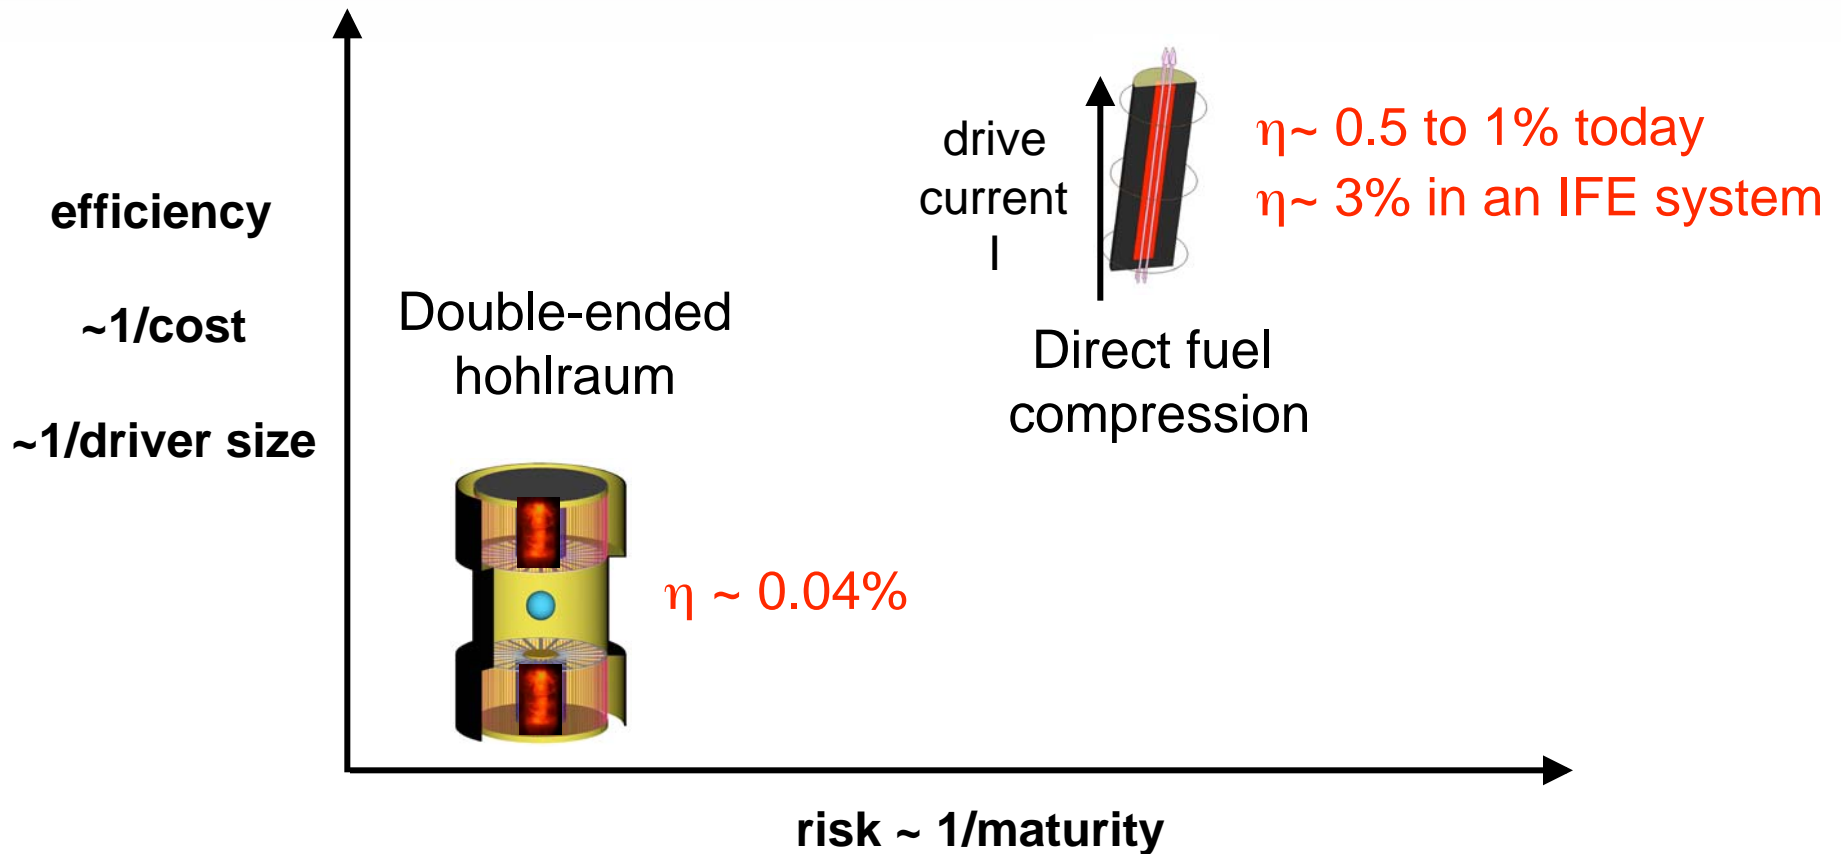 efficiency
~1/cost
~1/driver size
Double-ended
hohlraum
η ~ 0.04%
drive
current
I
η~ 0.5 to 1% today
η~ 3% in an IFE system
Direct fuel
compression
risk ~ 1/maturity